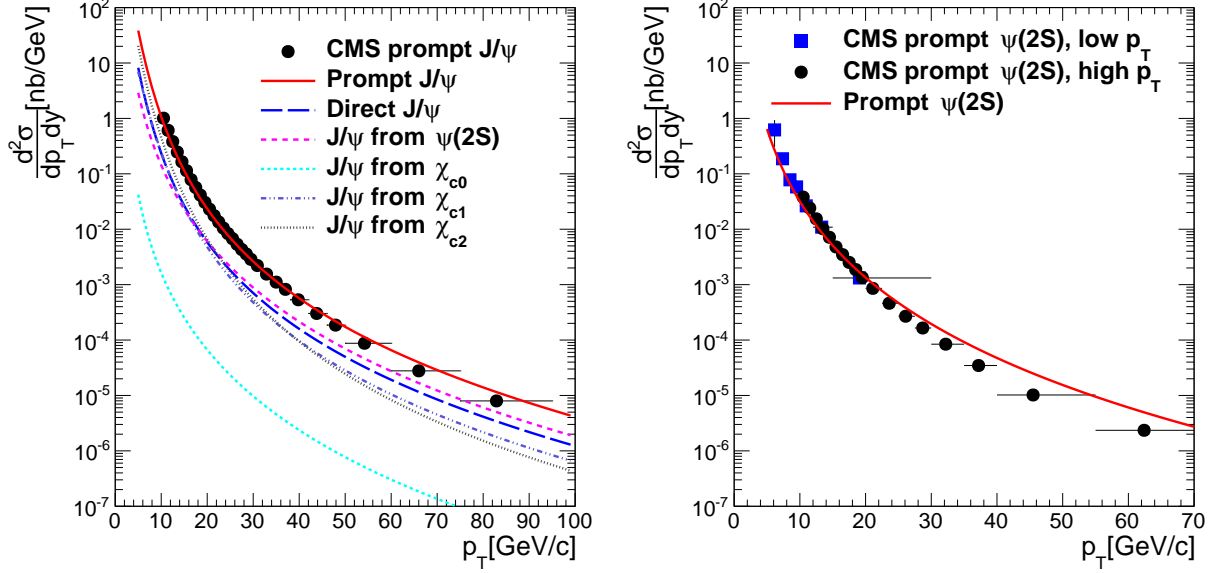 d²σ/dp_T dy [nb/GeV]
10²
10
1
10⁻¹
10⁻²
10⁻³
10⁻⁴
10⁻⁵
10⁻⁶
10⁻⁷
CMS prompt J/ψ
Prompt J/ψ
Direct J/ψ
J/ψ from ψ(2S)
J/ψ from χ_c0
J/ψ from χ_c1
J/ψ from χ_c2
0 10 20 30 40 50 60 70 80 90 100
p_T[GeV/c]
d²σ/dp_T dy [nb/GeV]
10²
10
1
10⁻¹
10⁻²
10⁻³
10⁻⁴
10⁻⁵
10⁻⁶
10⁻⁷
CMS prompt ψ(2S), low p_T
CMS prompt ψ(2S), high p_T
Prompt ψ(2S)
0 10 20 30 40 50 60 70
p_T[GeV/c]